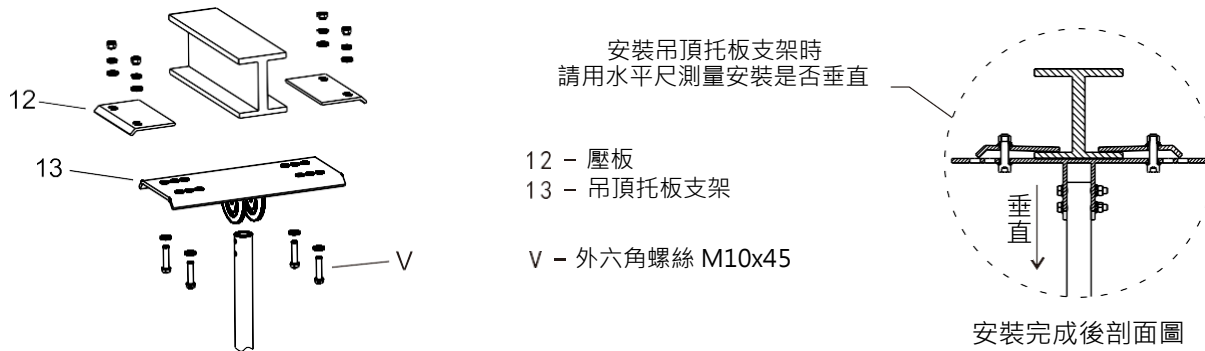 12
13
V
安裝吊頂托板支架時
請用水平尺測量安裝是否垂直
12 – 壓板
13 – 吊頂托板支架
V – 外六角螺絲 M10x45
垂直
安裝完成後剖面圖